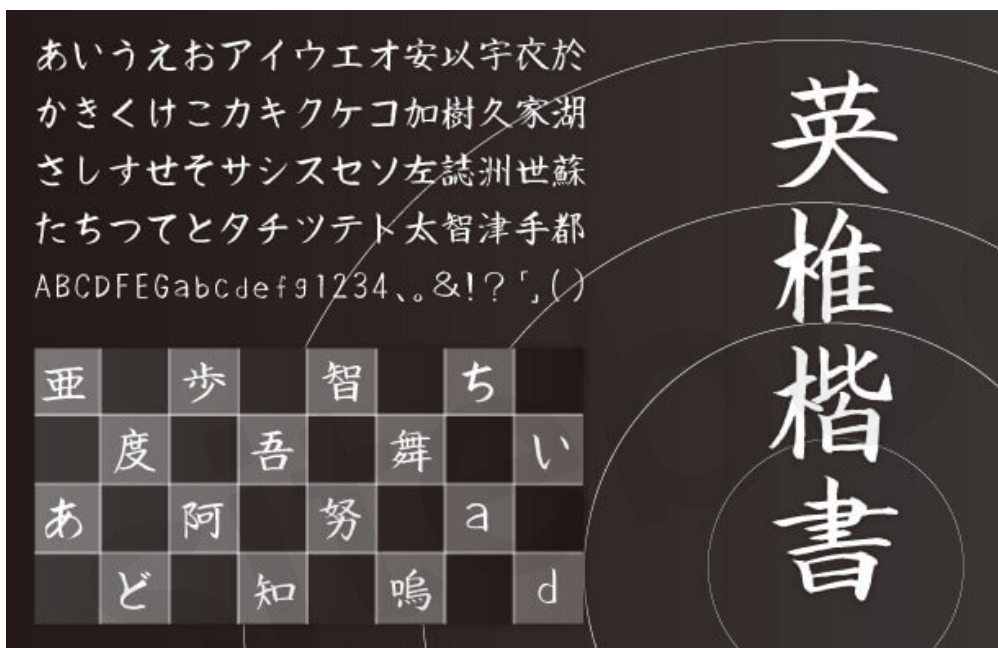 あいうえおアイウエオ安以宇衣於
かきくけこカキクケコ加樹久家湖
さしすせそサシスセソ左誌洲世蘇
たちつてとタチツテト太智津手都
ABCDFEGabcdefg1234、。&!?「」()
亜 歩 智 ち
度 吾 舞 い
あ 阿 努 a
ど 知 嗚 d
英椎楷書